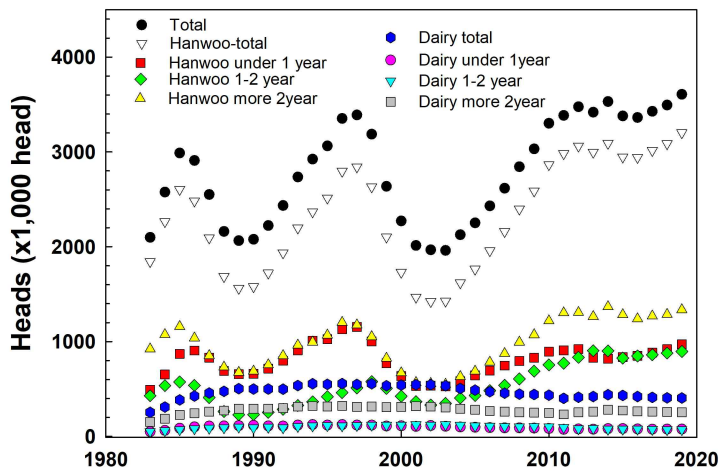 4000
3000
2000
1000
0
Heads (x1,000 head)
Total
Hanwoo-total
Hanwoo under 1 year
Hanwoo 1-2 year
Hanwoo more 2year
Dairy total
Dairy under 1year
Dairy 1-2 year
Dairy more 2year
1980
1990
2000
2010
2020